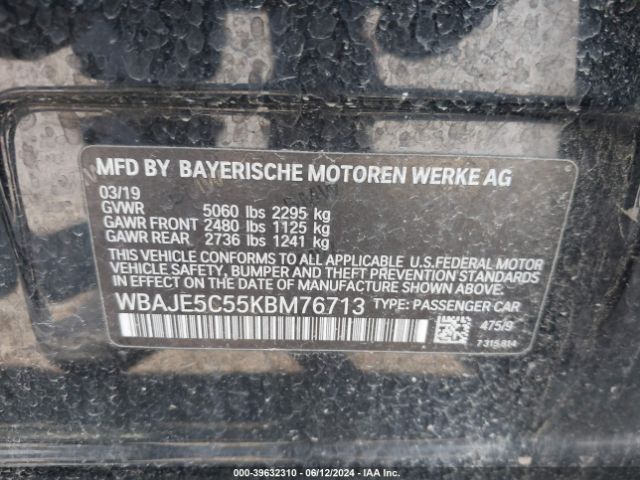 MFD BY BAYERISCHE MOTOREN WERKE AG
03/19
GVWR 5060 lbs 2295 kg
GAWR FRONT 2480 lbs 1125 kg
GAWR REAR 2736 lbs 1241 kg
THIS VEHICLE CONFORMS TO ALL APPLICABLE U.S.FEDERAL MOTOR
VEHICLE SAFETY, BUMPER AND THEFT PREVENTION STANDARDS
IN EFFECT ON THE DATE OF MANUFACTURE SHOWN ABOVE.
WBAJE5C55KBM76713 TYPE: PASSENGER CAR
475/9
7 315 814
000-39632310 - 06/12/2024 - IAA Inc.